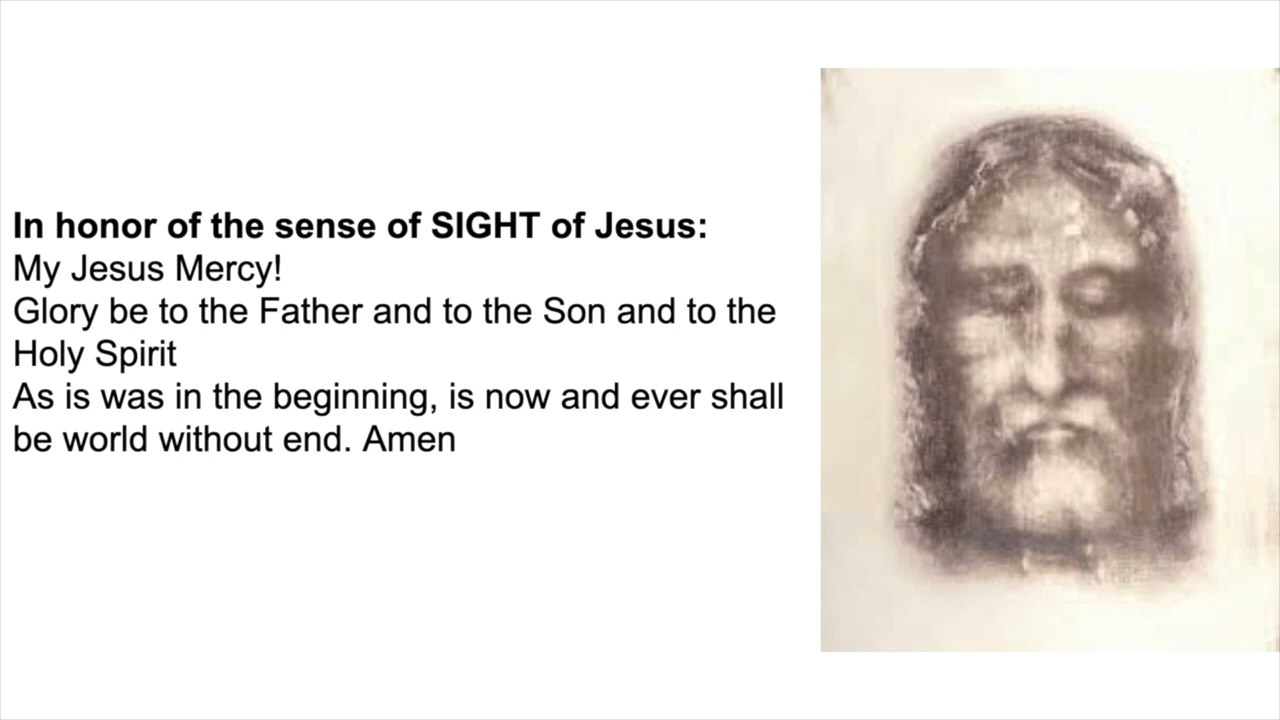 In honor of the sense of SIGHT of Jesus:
My Jesus Mercy!
Glory be to the Father and to the Son and to the
Holy Spirit
As is was in the beginning, is now and ever shall
be world without end. Amen